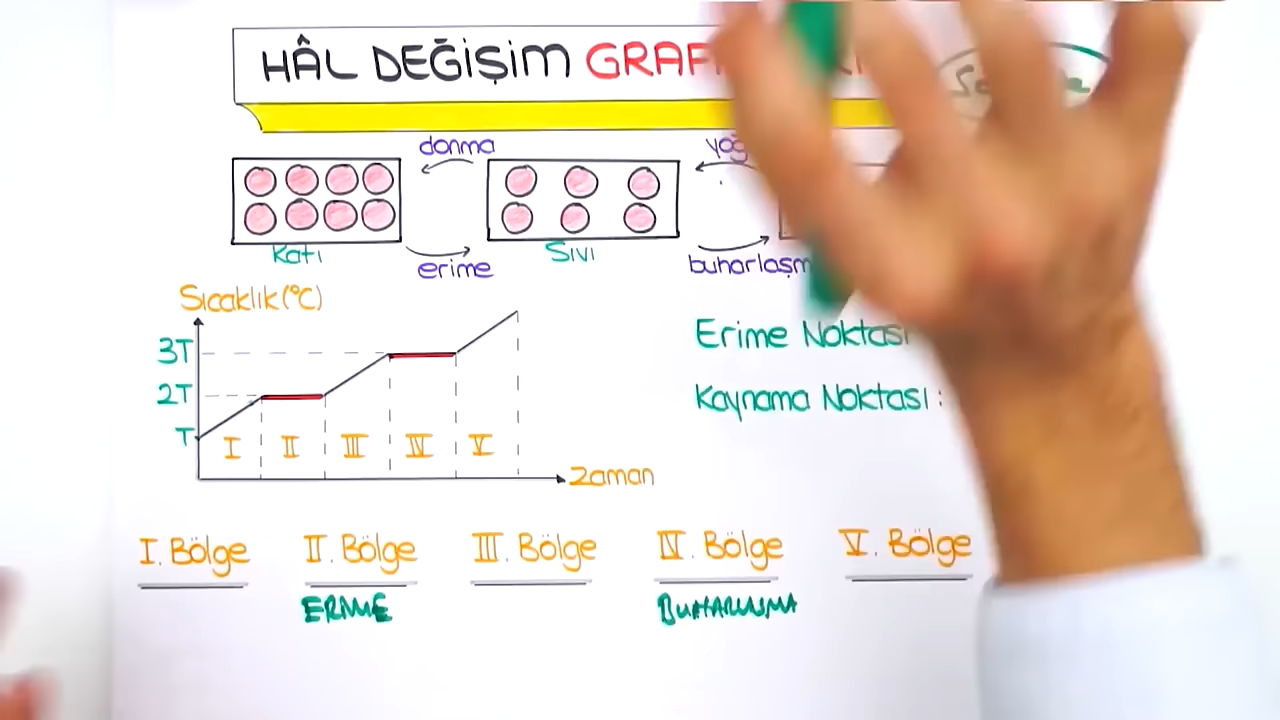 HÂL DEĞİŞİM GRAF
donma
Katı
erime
Sıvı
buharlaşm
Sıcaklık (°C)
3T
2T
T
I II III IV V
Zaman
Erime Noktası
Kaynama Noktası :
I. Bölge II. Bölge III. Bölge IV. Bölge V. Bölge
ERİME BUHARLAŞMA